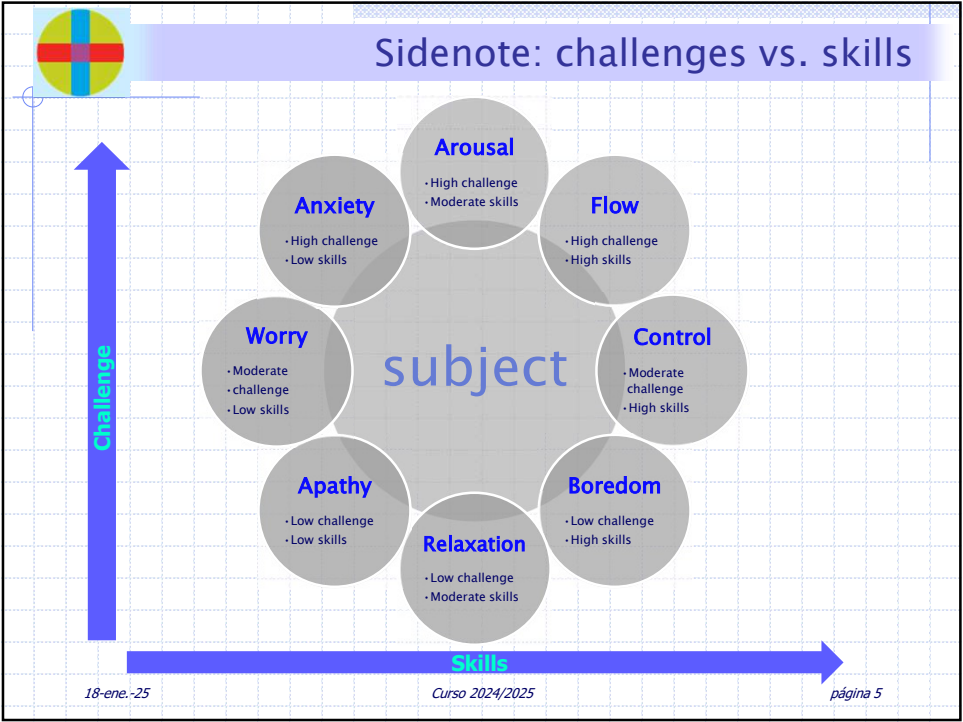 Sidenote: challenges vs. skills
Arousal
•High challenge
•Moderate skills
Anxiety
•High challenge
•Low skills
Flow
•High challenge
•High skills
Worry
•Moderate
•challenge
•Low skills
subject
Control
•Moderate
challenge
•High skills
Challenge
Apathy
•Low challenge
•Low skills
Boredom
•Low challenge
•High skills
Relaxation
•Low challenge
•Moderate skills
Skills
18-ene.-25
Curso 2024/2025
página 5